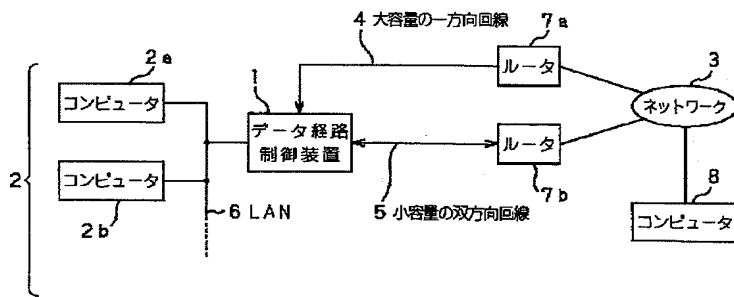 4 大容量の一方向回線
7a
2a
ルータ
3
コンピュータ
1
データ経路
制御装置
ネットワーク
コンピュータ
ルータ
2
7b
8
2b
6 LAN
5 小容量の双方向回線
コンピュータ